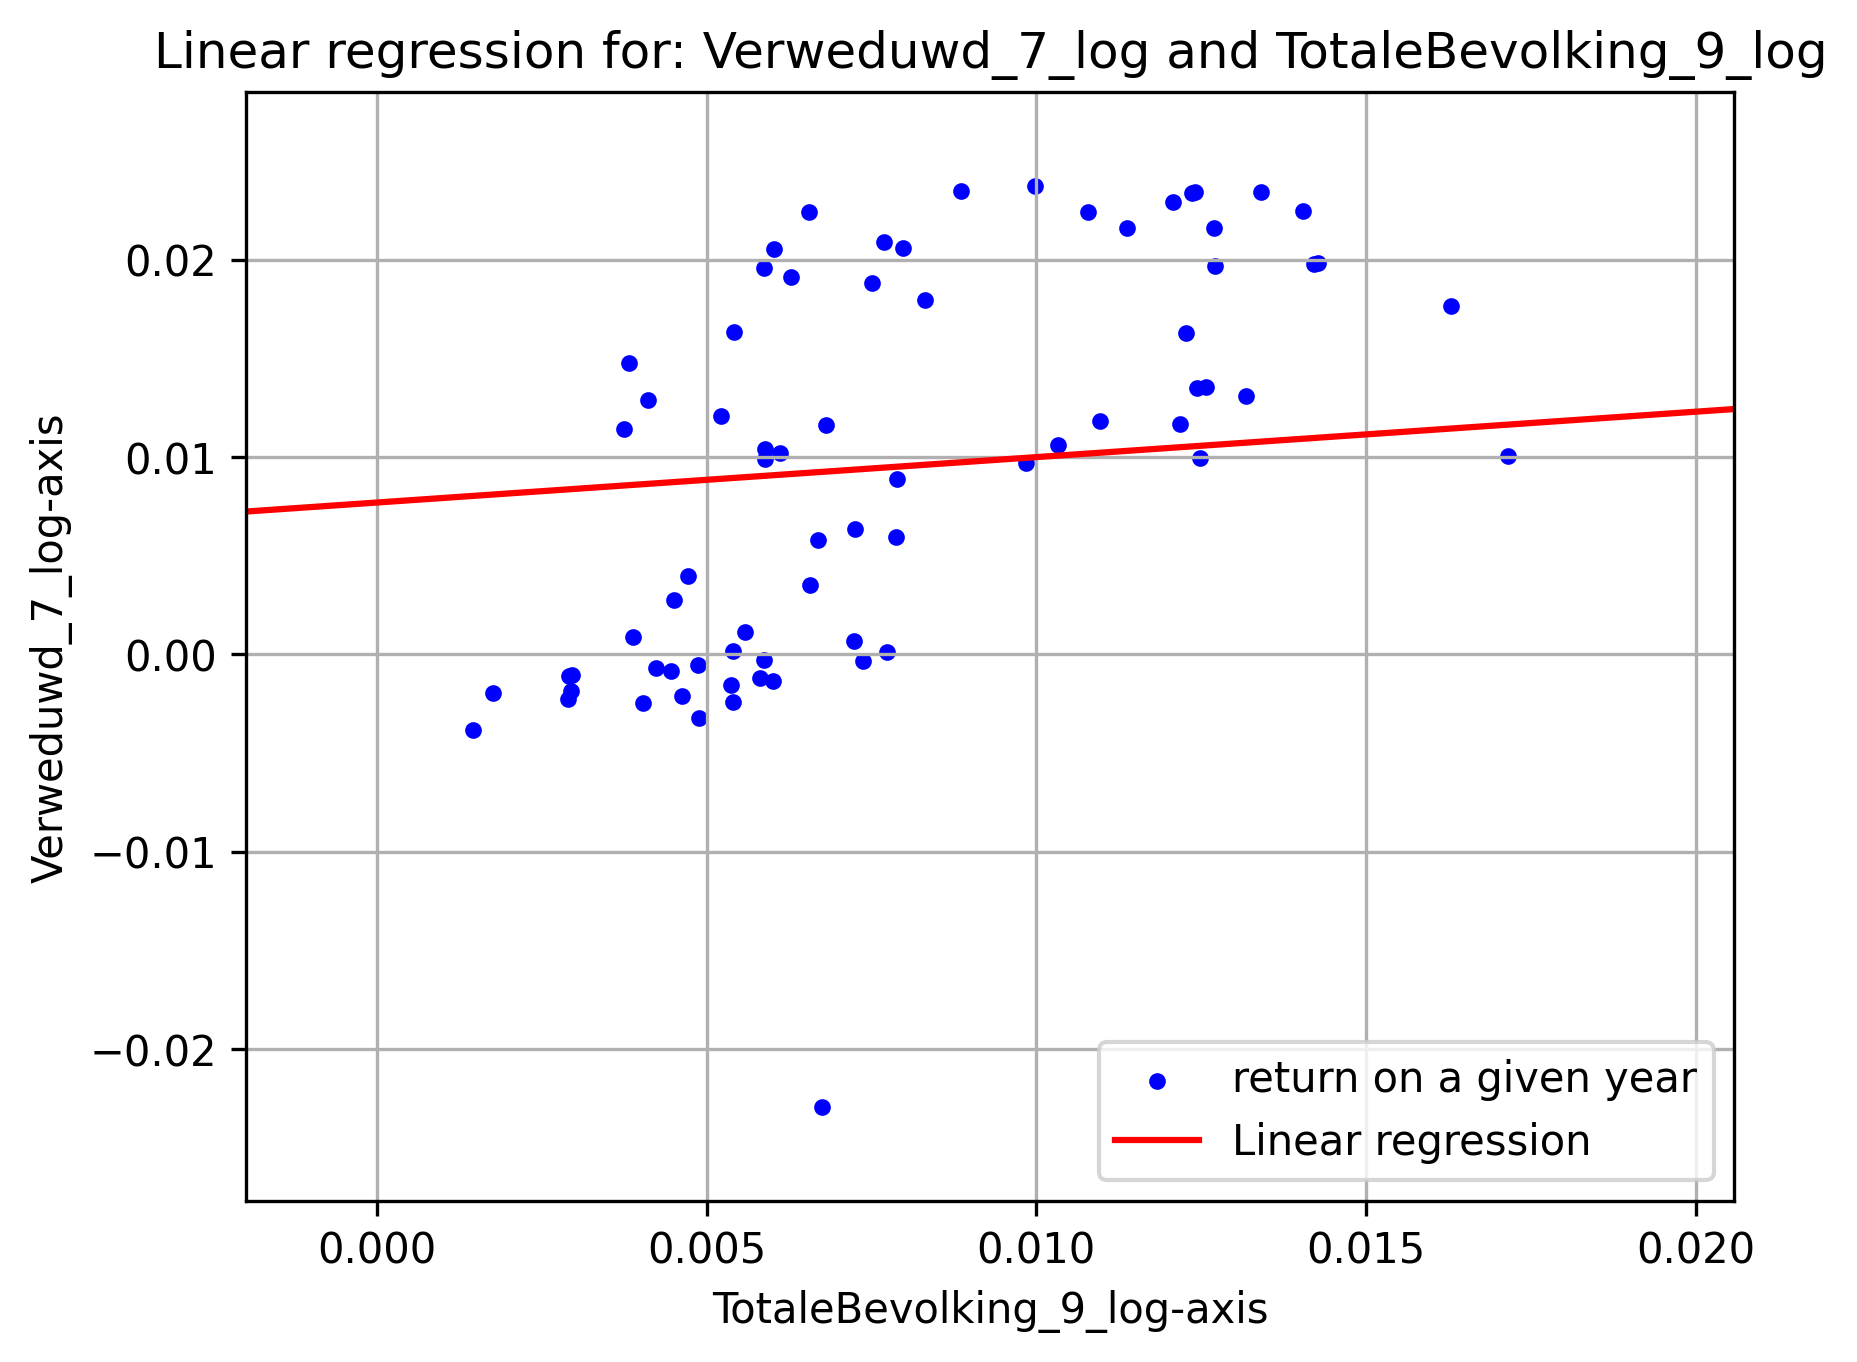 Linear regression for: Verweduwd_7_log and TotaleBevolking_9_log
Verweduwd_7_log-axis
0.02
0.01
0.00
−0.01
−0.02
return on a given year
Linear regression
0.000 0.005 0.010 0.015 0.020
TotaleBevolking_9_log-axis